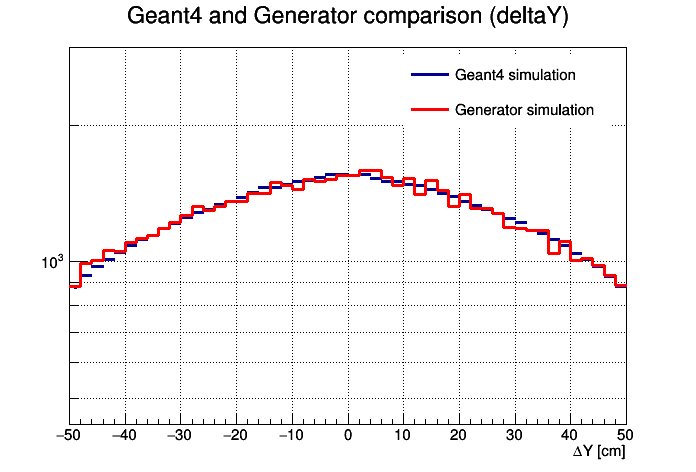 Geant4 and Generator comparison (deltaY)
Geant4 simulation
Generator simulation
10³
−50 −40 −30 −20 −10 0 10 20 30 40 50
ΔY [cm]